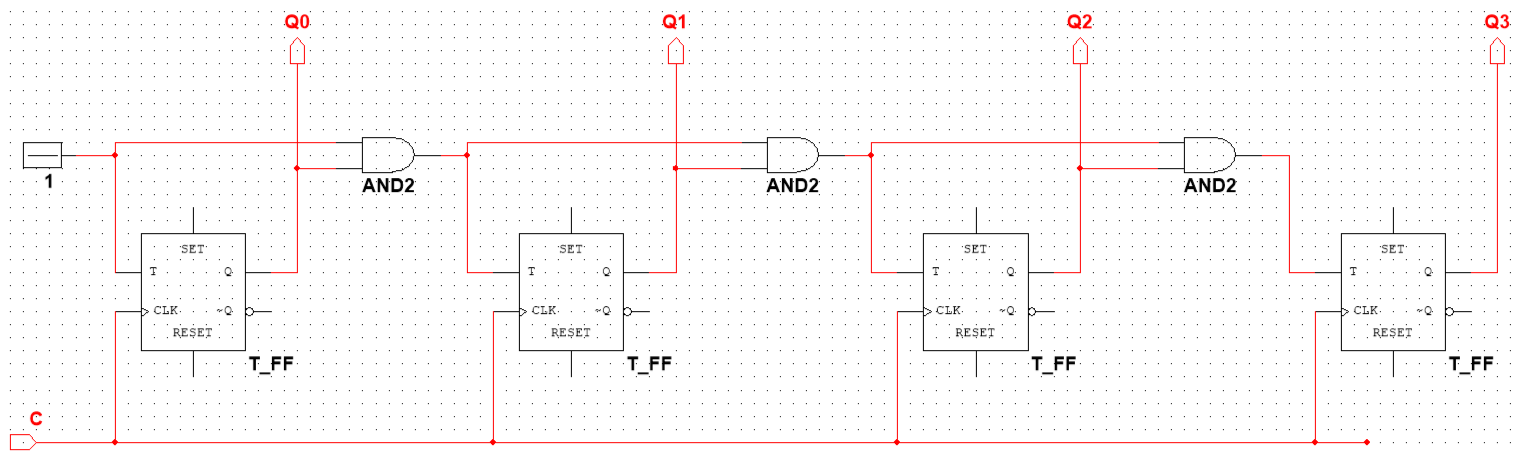 Q0
Q1
Q2
Q3
1
AND2
AND2
AND2
SET
T Q
CLK ~Q
RESET
T_FF
SET
T Q
CLK ~Q
RESET
T_FF
SET
T Q
CLK ~Q
RESET
T_FF
SET
T Q
CLK ~Q
RESET
T_FF
C